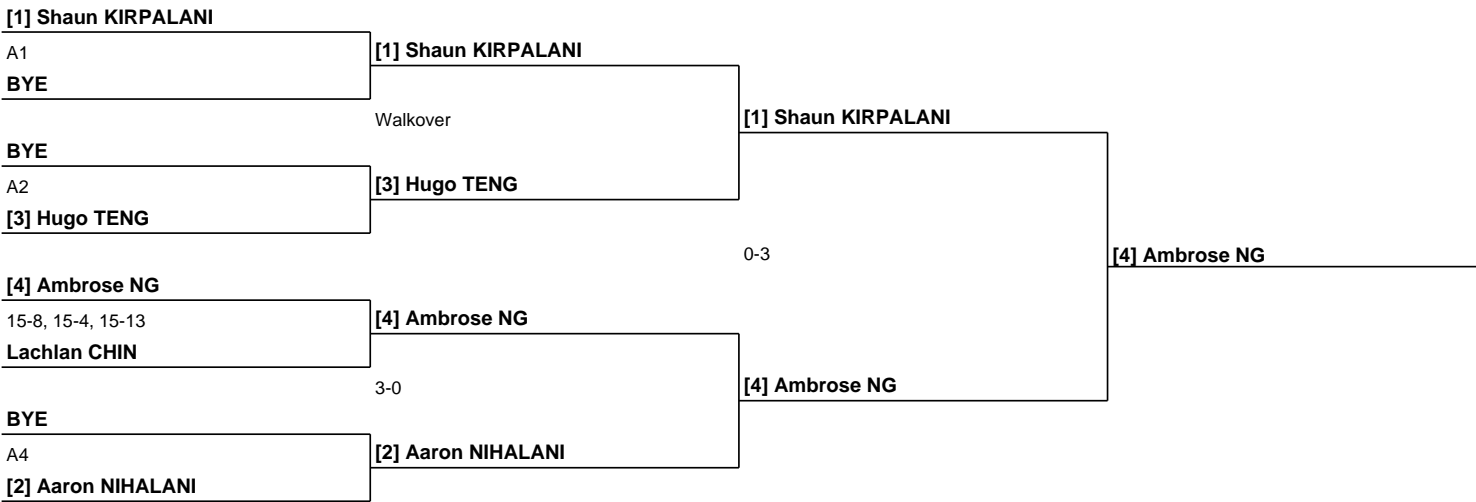 [1] Shaun KIRPALANI
A1
[1] Shaun KIRPALANI
BYE
Walkover
[1] Shaun KIRPALANI
BYE
A2
[3] Hugo TENG
[3] Hugo TENG
0-3
[4] Ambrose NG
[4] Ambrose NG
15-8, 15-4, 15-13
[4] Ambrose NG
Lachlan CHIN
3-0
[4] Ambrose NG
BYE
A4
[2] Aaron NIHALANI
[2] Aaron NIHALANI